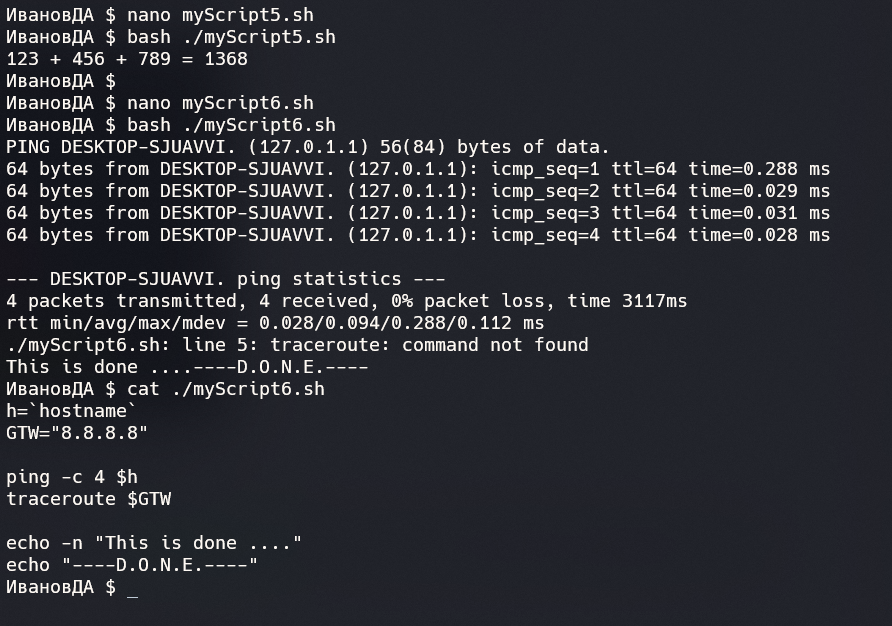 ИвановДА $ nano myScript5.sh
ИвановДА $ bash ./myScript5.sh
123 + 456 + 789 = 1368
ИвановДА $
ИвановДА $ nano myScript6.sh
ИвановДА $ bash ./myScript6.sh
PING DESKTOP-SJUAVVI. (127.0.1.1) 56(84) bytes of data.
64 bytes from DESKTOP-SJUAVVI. (127.0.1.1): icmp_seq=1 ttl=64 time=0.288 ms
64 bytes from DESKTOP-SJUAVVI. (127.0.1.1): icmp_seq=2 ttl=64 time=0.029 ms
64 bytes from DESKTOP-SJUAVVI. (127.0.1.1): icmp_seq=3 ttl=64 time=0.031 ms
64 bytes from DESKTOP-SJUAVVI. (127.0.1.1): icmp_seq=4 ttl=64 time=0.028 ms

--- DESKTOP-SJUAVVI. ping statistics ---
4 packets transmitted, 4 received, 0% packet loss, time 3117ms
rtt min/avg/max/mdev = 0.028/0.094/0.288/0.112 ms
./myScript6.sh: line 5: traceroute: command not found
This is done ....----D.O.N.E.----
ИвановДА $ cat ./myScript6.sh
h=`hostname`
GTW="8.8.8.8"

ping -c 4 $h
traceroute $GTW

echo -n "This is done ...."
echo "----D.O.N.E.----"
ИвановДА $ _